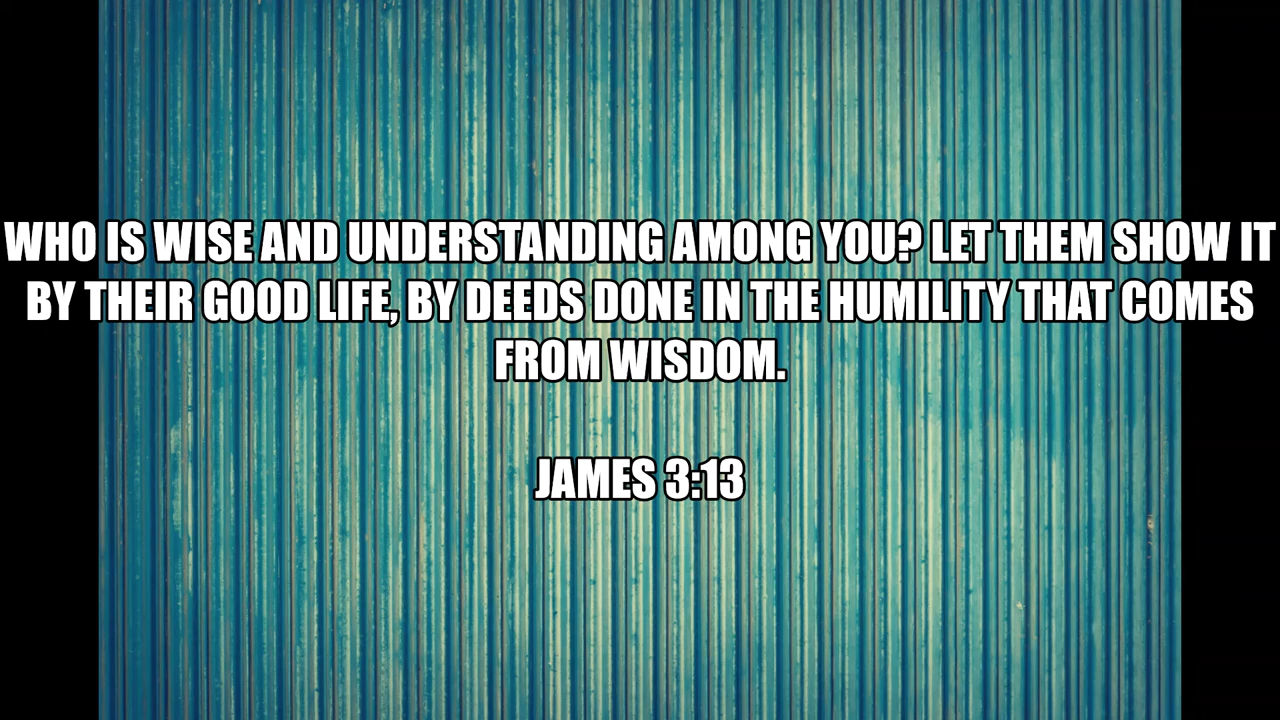 WHO IS WISE AND UNDERSTANDING AMONG YOU? LET THEM SHOW IT
BY THEIR GOOD LIFE, BY DEEDS DONE IN THE HUMILITY THAT COMES
FROM WISDOM.
JAMES 3:13